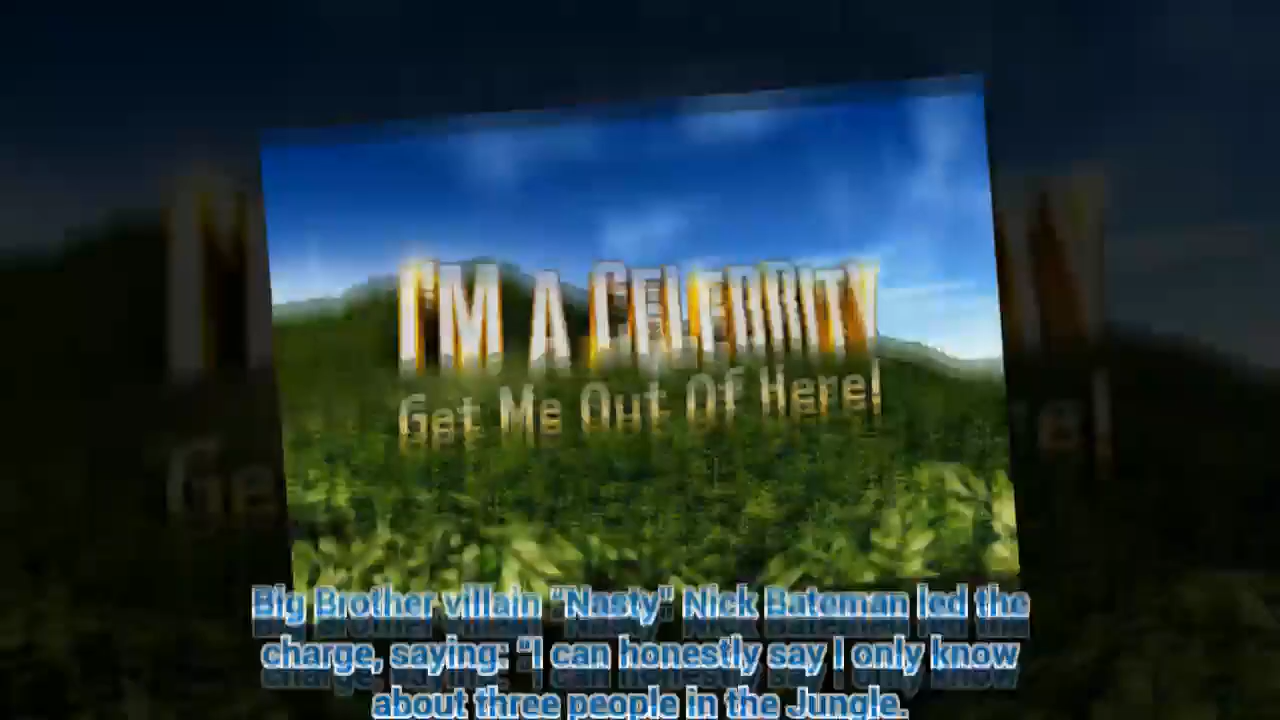 I'M A CELEBRITY
Get Me Out Of Here!
Big Brother villain "Nasty" Nick Bateman led the
charge, saying: "I can honestly say I only know
about three people in the Jungle.